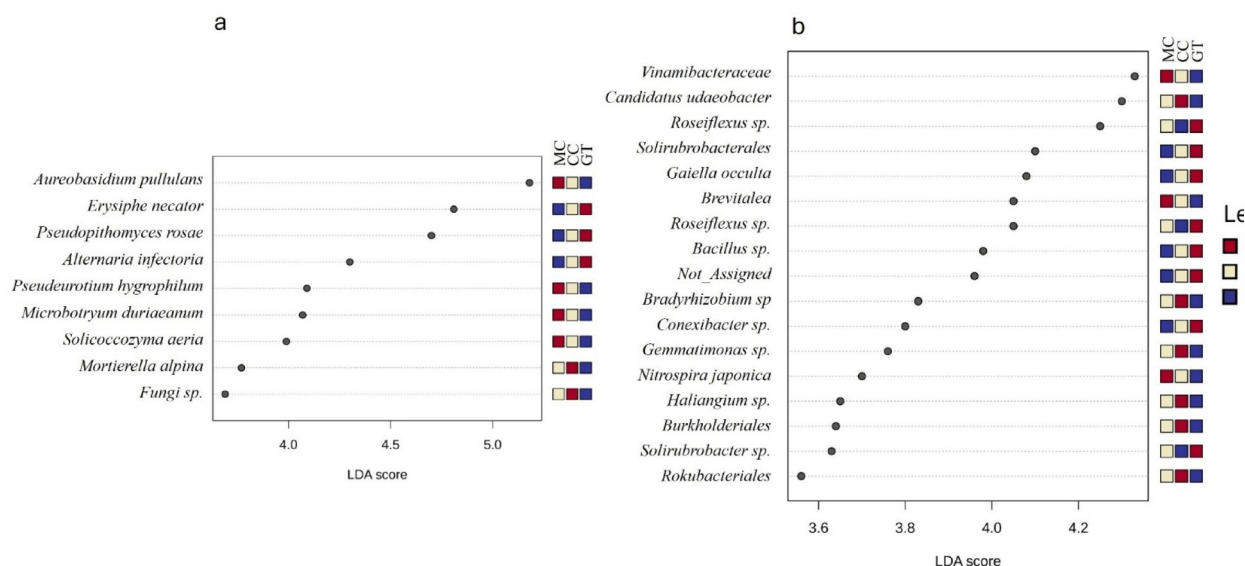 a
MC CC GT
Aureobasidium pullulans
Erysiphe necator
Pseudopithomyces rosae
Alternaria infectoria
Pseudeurotium hygrophilum
Microbotryum duriaeanum
Solicoccozyma aeria
Mortierella alpina
Fungi sp.
4.0 4.5 5.0
LDA score
b
MC CC GT
Vinamibacteraceae
Candidatus udaeobacter
Roseiflexus sp.
Solirubrobacterales
Gaiella occulta
Brevitalea
Roseiflexus sp.
Bacillus sp.
Not_Assigned
Bradyrhizobium sp
Conexibacter sp.
Gemmatimonas sp.
Nitrospira japonica
Haliangium sp.
Burkholderiales
Solirubrobacter sp.
Rokubacteriales
3.6 3.8 4.0 4.2
LDA score
Le